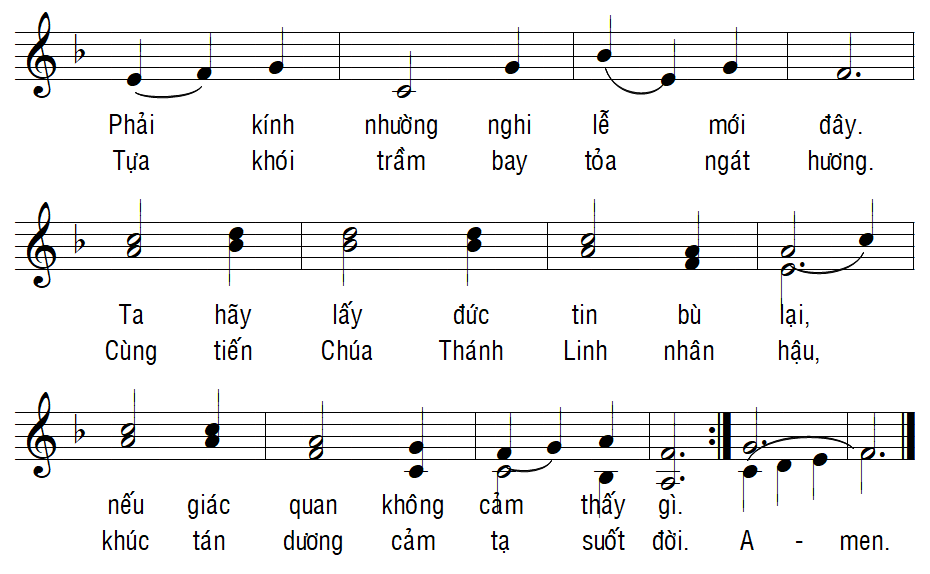 Phải kính nhường nghi lễ mới đây.
Tựa khói trầm bay tỏa ngát hương.
Ta hãy lấy đức tin bù lại,
Cùng tiến Chúa Thánh Linh nhân hậu,
nếu giác quan không cảm thấy gì.
khúc tán dương cảm tạ suốt đời. A - men.